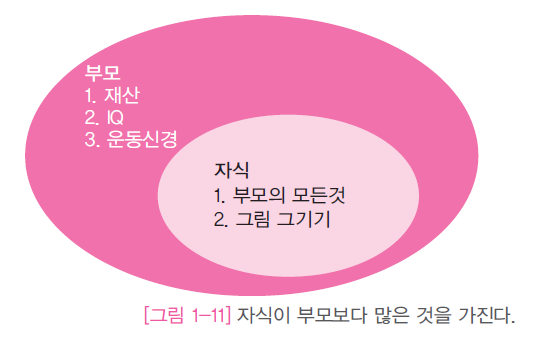 부모
1. 재산
2. IQ
3. 운동신경
자식
1. 부모의 모든것
2. 그림 그기기
[그림 1-11] 자식이 부모보다 많은 것을 가진다.